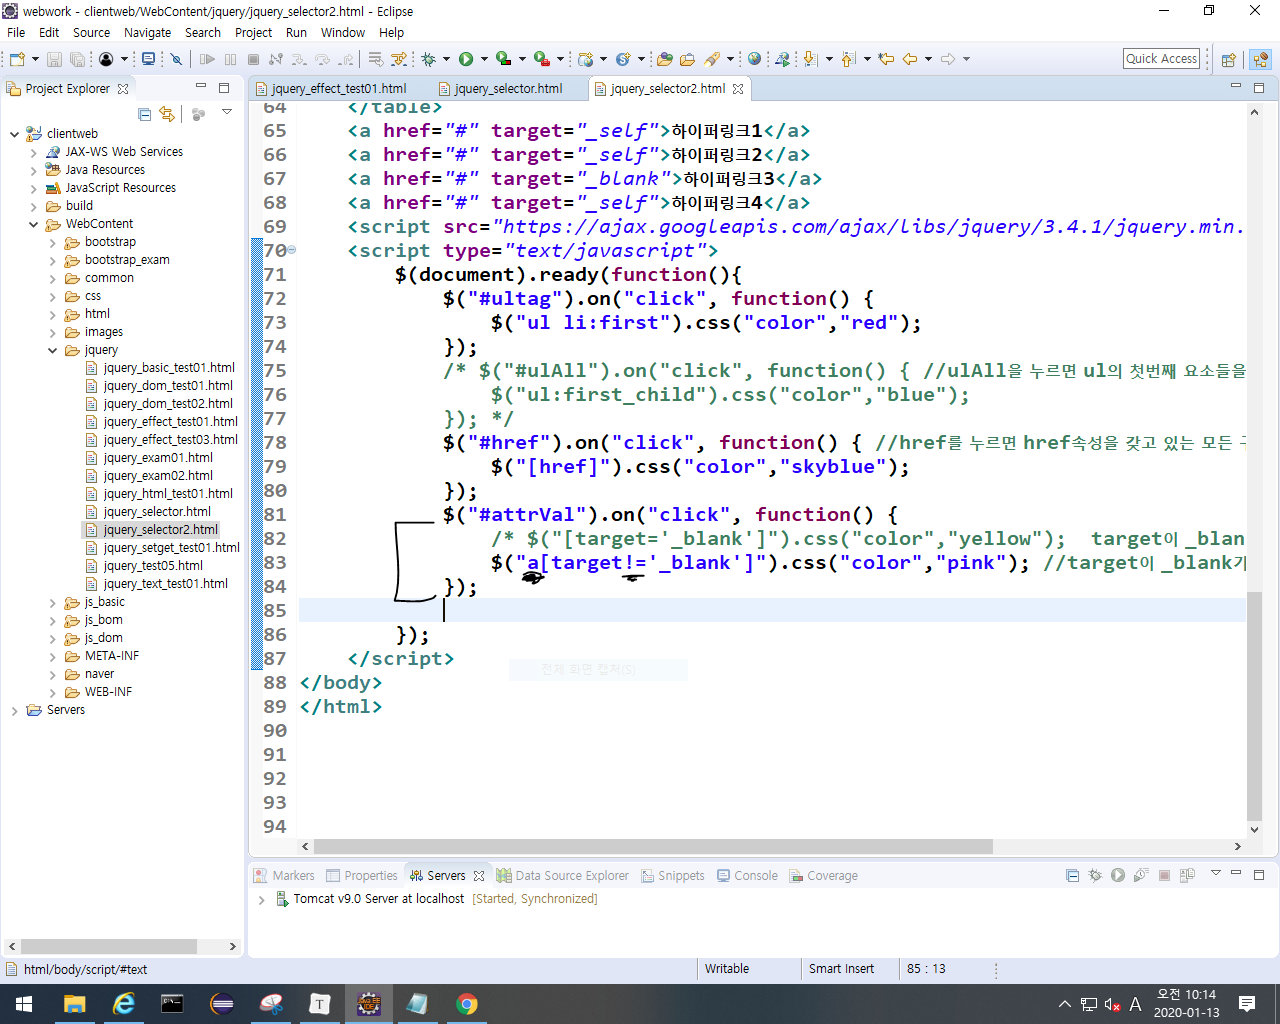 webwork - clientweb/WebContent/jquery/jquery_selector2.html - Eclipse
File Edit Source Navigate Search Project Run Window Help
Quick Access
Project Explorer
clientweb
JAX-WS Web Services
Java Resources
JavaScript Resources
build
WebContent
bootstrap
bootstrap_exam
common
css
html
images
jquery
jquery_basic_test01.html
jquery_dom_test01.html
jquery_dom_test02.html
jquery_effect_test01.html
jquery_effect_test03.html
jquery_exam01.html
jquery_exam02.html
jquery_html_test01.html
jquery_selector.html
jquery_selector2.html
jquery_setget_test01.html
jquery_test05.html
jquery_text_test01.html
js_basic
js_bom
js_dom
META-INF
naver
WEB-INF
Servers
jquery_effect_test01.html jquery_selector.html jquery_selector2.html
64 </table>
65 <a href="#" target="_self">하이퍼링크1</a>
66 <a href="#" target="_self">하이퍼링크2</a>
67 <a href="#" target="_blank">하이퍼링크3</a>
68 <a href="#" target="_self">하이퍼링크4</a>
69 <script src="https://ajax.googleapis.com/ajax/libs/jquery/3.4.1/jquery.min.
70 <script type="text/javascript">
71 $(document).ready(function(){
72 $("#ultag").on("click", function() {
73 $("ul li:first").css("color","red");
74 });
75 /* $("#ulAll").on("click", function() { //ulAll을 누르면 ul의 첫번째 요소들을
76 $("ul:first_child").css("color","blue");
77 }); */
78 $("#href").on("click", function() { //href를 누르면 href속성을 갖고 있는 모든
79 $("[href]").css("color","skyblue");
80 });
81 $("#attrVal").on("click", function() {
82 /* $("[target='_blank']").css("color","yellow"); target이 _blan
83 $("a[target!='_blank']").css("color","pink"); //target이 _blank가
84 });
85
86 });
87 </script>
88 </body>
89 </html>
90
91
92
93
94
전체 화면 캡처(S)
Markers Properties Servers Data Source Explorer Snippets Console Coverage
Tomcat v9.0 Server at localhost [Started, Synchronized]
html/body/script/#text Writable Smart Insert 85 : 13
A 오전 10:14
2020-01-13